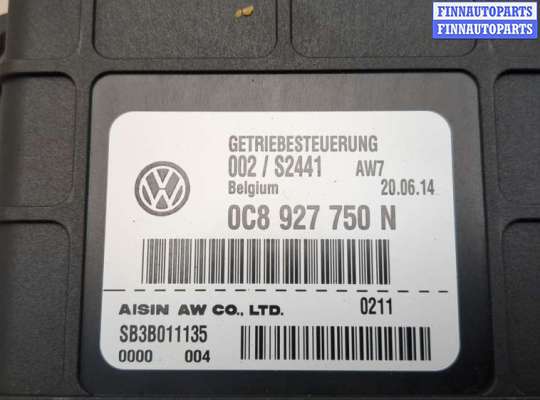 FINNAUTOPARTS
FINNAUTOPARTS
GETRIEBESTEUERUNG
002 / S2441 AW7
Belgium 20.06.14
0C8 927 750 N
AISIN AW CO., LTD. 0211
SB3B011135
0000 004